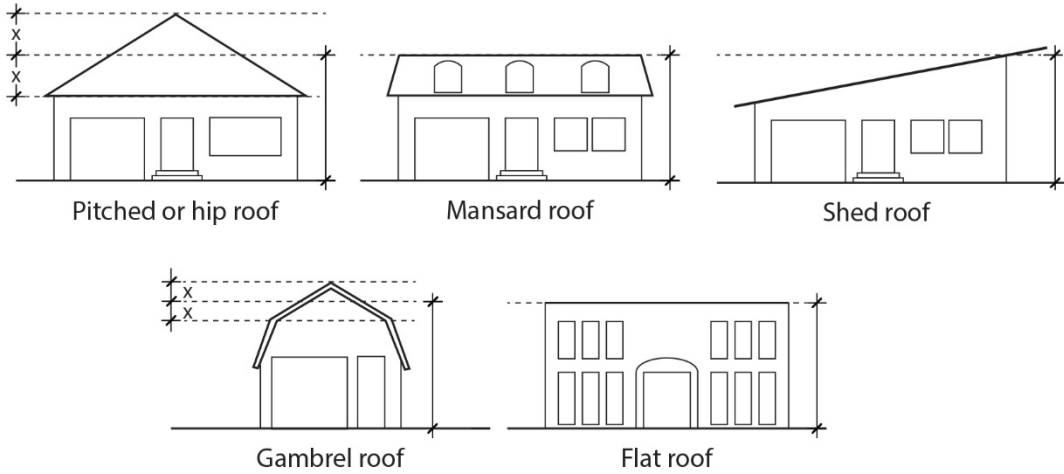 x
x
Pitched or hip roof
Mansard roof
Shed roof
x
x
Gambrel roof
Flat roof